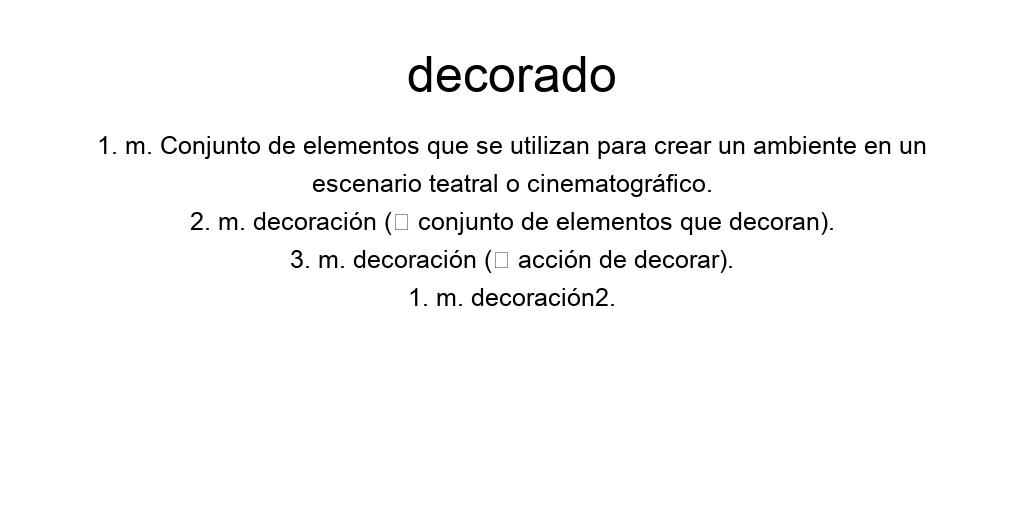 decorado
1. m. Conjunto de elementos que se utilizan para crear un ambiente en un
escenario teatral o cinematográfico.
2. m. decoración (□ conjunto de elementos que decoran).
3. m. decoración (□ acción de decorar).
1. m. decoración2.